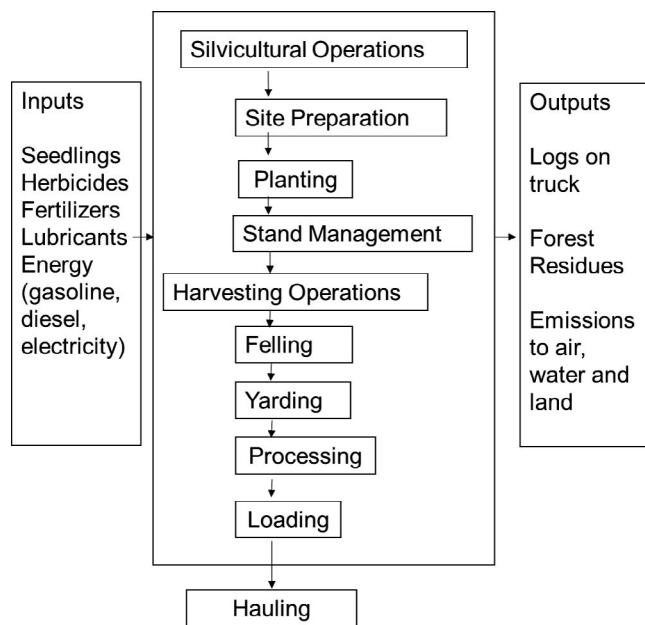 Inputs
Seedlings
Herbicides
Fertilizers
Lubricants
Energy
(gasoline,
diesel,
electricity)
Silvicultural Operations
Site Preparation
Planting
Stand Management
Harvesting Operations
Felling
Yarding
Processing
Loading
Hauling
Outputs
Logs on
truck
Forest
Residues
Emissions
to air,
water and
land